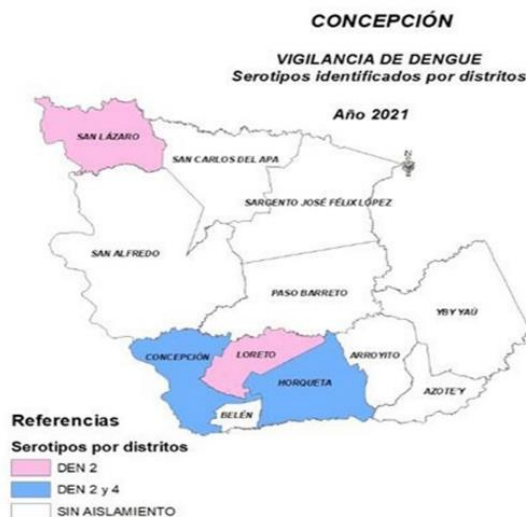 CONCEPCIÓN
VIGILANCIA DE DENGUE
Serotipos identificados por distritos
Año 2021
SAN LÁZARO
SAN CARLOS DEL APA
SARGENTO JOSÉ FÉLIX LÓPEZ
SAN ALFREDO
PASO BARRETO
YBY YAÚ
CONCEPCIÓN
LORETO
ARROYITO
HORQUETA
AZOTE'Y
BELÉN
Referencias
Serotipos por distritos
DEN 2
DEN 2 y 4
SIN AISLAMIENTO